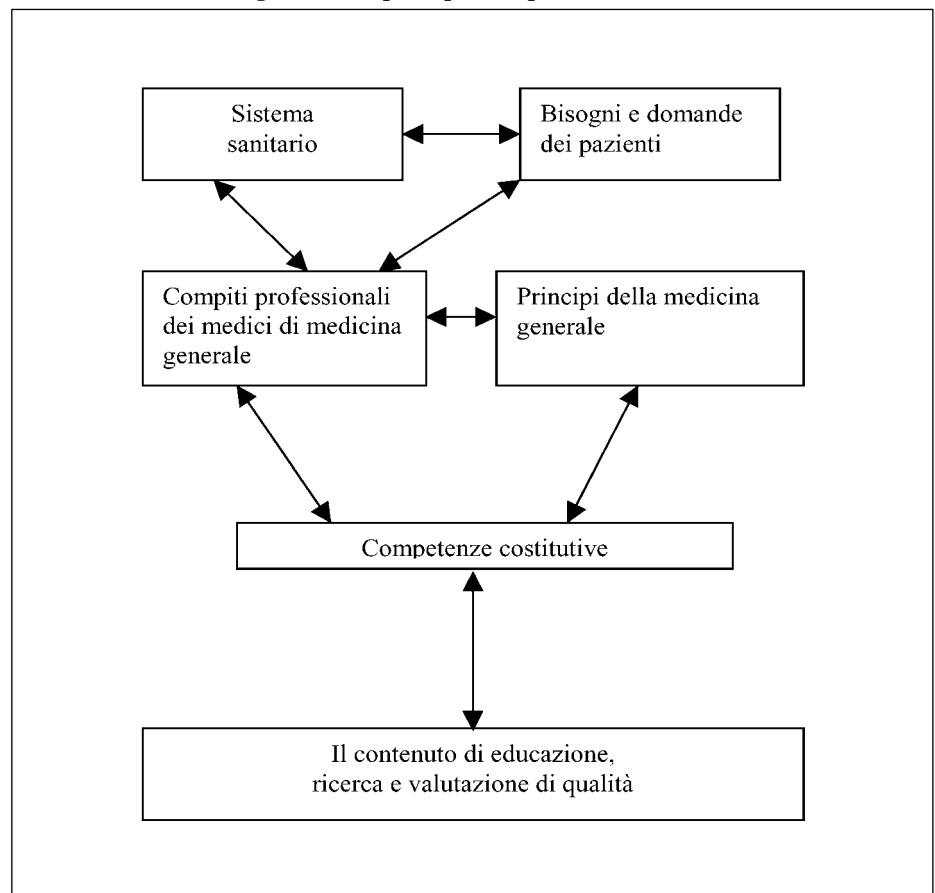 Sistema
sanitario
Bisogni e domande
dei pazienti
Compiti professionali
dei medici di medicina
generale
Principi della medicina
generale
Competenze costitutive
Il contenuto di educazione,
ricerca e valutazione di qualità